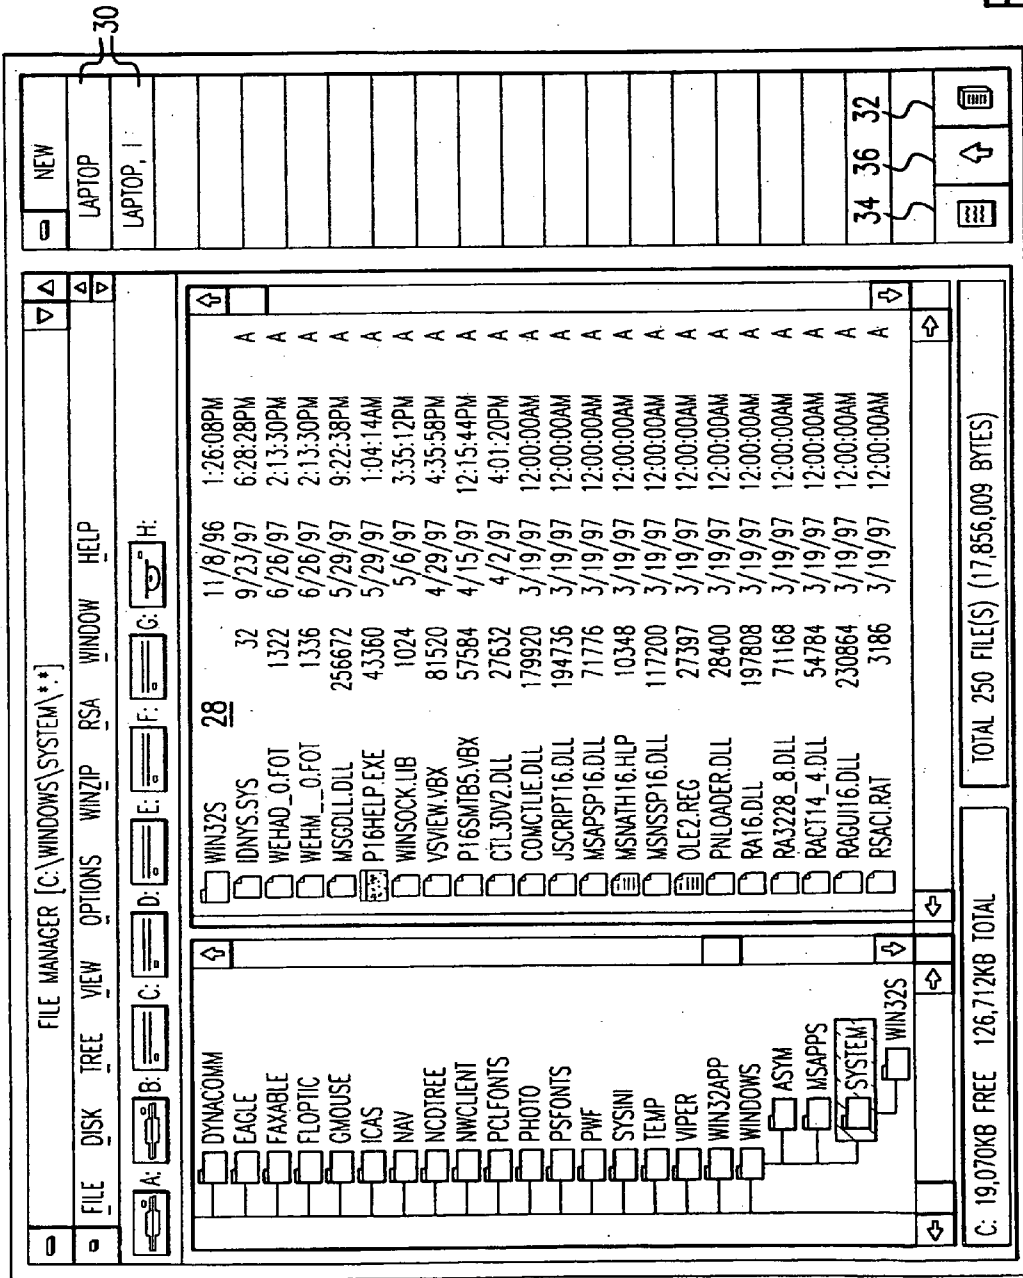 FILE MANAGER [C:\WINDOWS\SYSTEM\*.*]
FILE DISK TREE VIEW OPTIONS WINZIP RSA WINDOW HELP
A: B: C: D: E: F: G: H:
DYNACOMM
EAGLE
FAXABLE
FLOPTIC
GMOUSE
ICAS
NAV
NCDTREE
NWCLIENT
PCLFONTS
PHOTO
PSFONTS
PWF
SYSINI
TEMP
VIPER
WIN32APP
WINDOWS
ASYM
MSAPPS
SYSTEM
WIN32S
28
WIN32S 11/8/96 1:26:08PM
IDNYS.SYS 32 9/23/97 6:28:28PM A
WEHAD_0.FOT 1322 6/26/97 2:13:30PM A
WEHM__0.FOT 1336 6/26/97 2:13:30PM A
MSGDLL.DLL 256672 5/29/97 9:22:38PM A
P16HELP.EXE 43360 5/29/97 1:04:14AM A
WINSOCK.LIB 1024 5/6/97 3:35:12PM A
VSVIEW.VBX 81520 4/29/97 4:35:58PM A
P16SMTB5.VBX 57584 4/15/97 12:15:44PM A
CTL3DV2.DLL 27632 4/2/97 4:01:20PM A
COMCTLIE.DLL 179920 3/19/97 12:00:00AM A
JSCRIPT16.DLL 194736 3/19/97 12:00:00AM A
MSAPSP16.DLL 71776 3/19/97 12:00:00AM A
MSNATH16.HLP 10348 3/19/97 12:00:00AM A
MSNSSP16.DLL 117200 3/19/97 12:00:00AM A
OLE2.REG 27397 3/19/97 12:00:00AM A
PNLOADER.DLL 28400 3/19/97 12:00:00AM A
RA16.DLL 197808 3/19/97 12:00:00AM A
RA3228_8.DLL 71168 3/19/97 12:00:00AM A
RACT14_4.DLL 54784 3/19/97 12:00:00AM A
RAGUI16.DLL 230864 3/19/97 12:00:00AM A
RSACI.RAT 3186 3/19/97 12:00:00AM A
C: 19,070KB FREE 126,712KB TOTAL
TOTAL 250 FILE(S) (17,856,009 BYTES)
NEW
LAPTOP
LAPTOP, I:
30
34 36 32